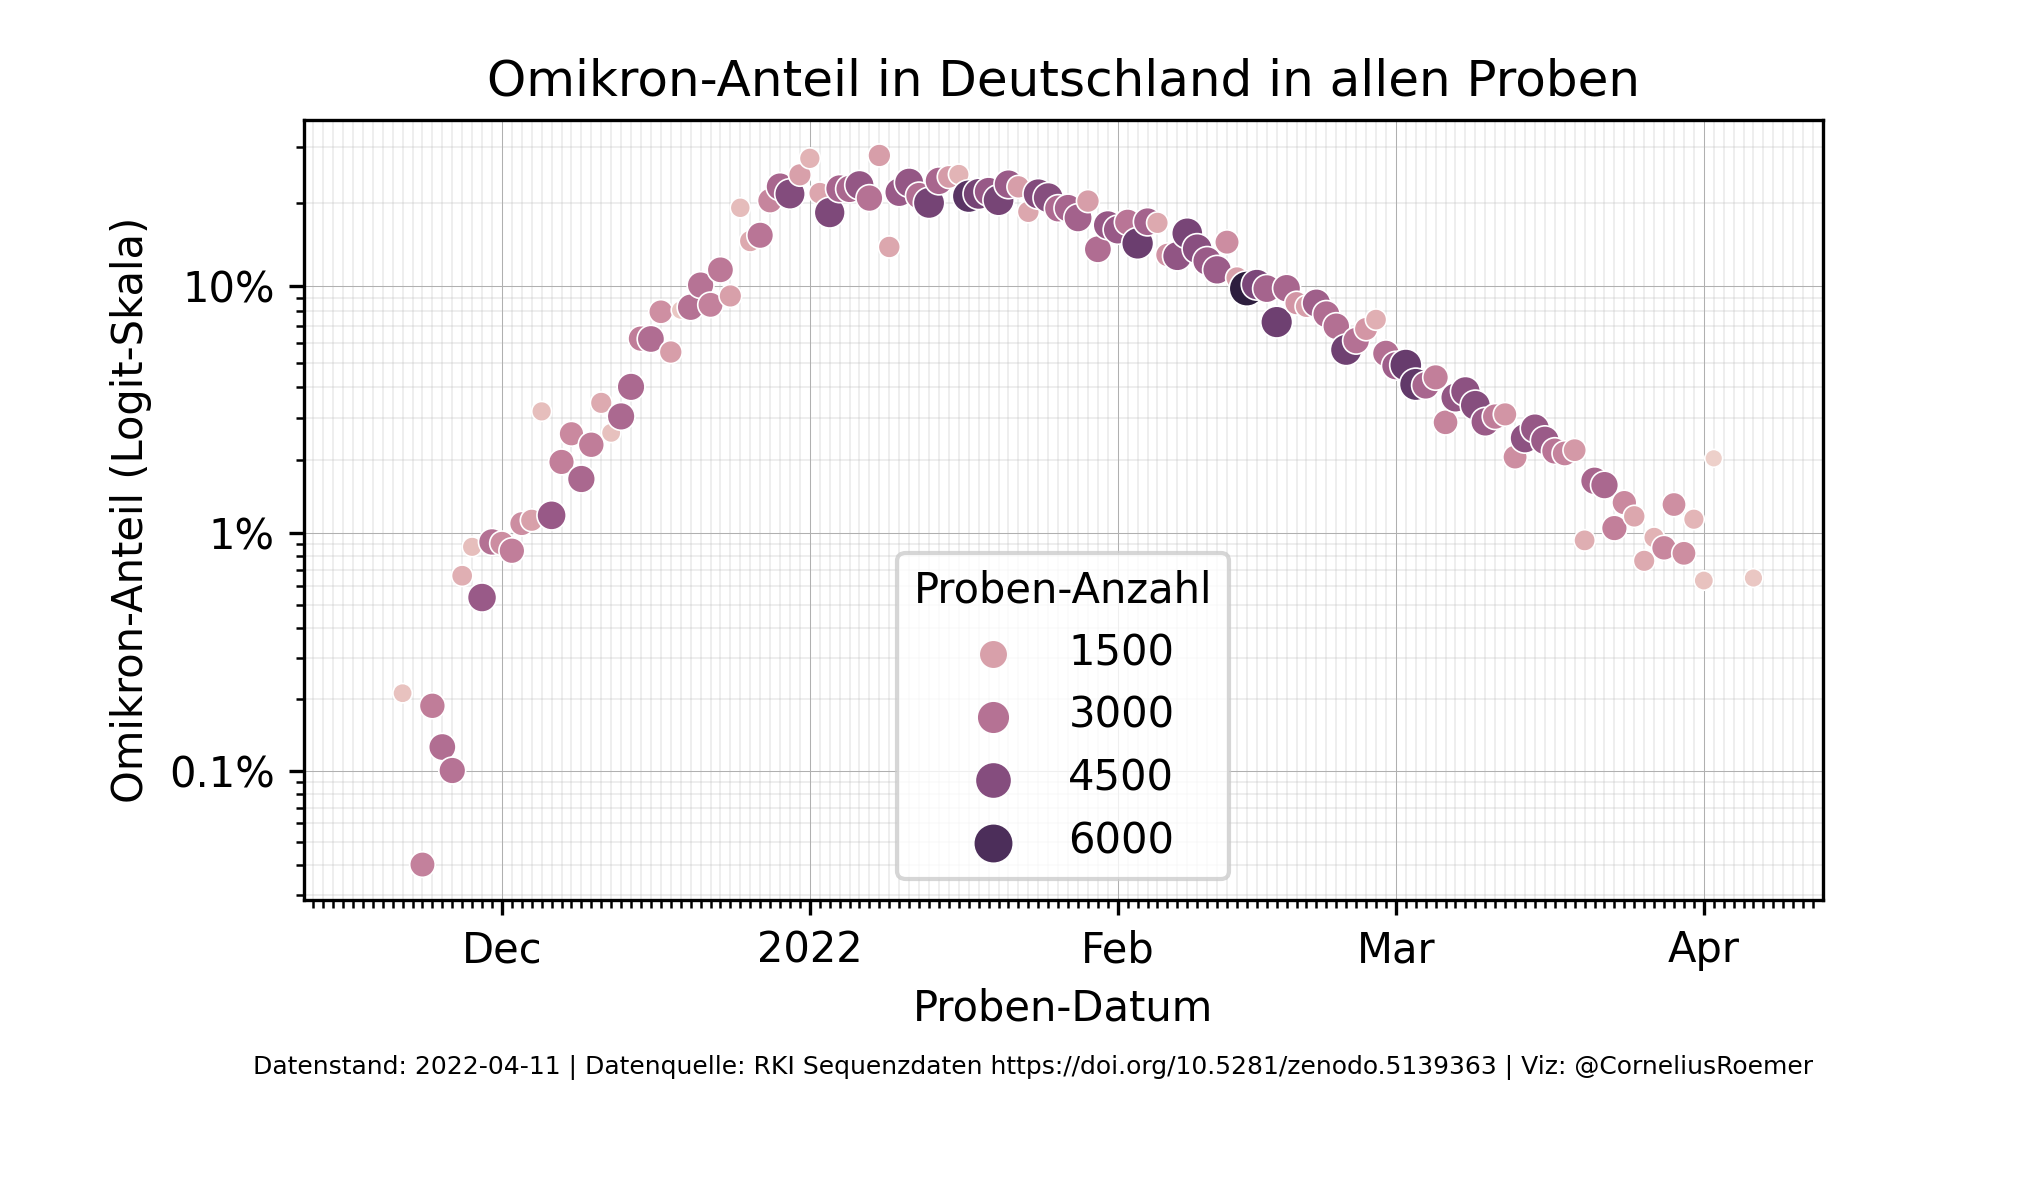 Omikron-Anteil in Deutschland in allen Proben
Omikron-Anteil (Logit-Skala)
10%
1%
0.1%
Proben-Anzahl
1500
3000
4500
6000
Dec
2022
Feb
Mar
Apr
Proben-Datum
Datenstand: 2022-04-11 | Datenquelle: RKI Sequenzdaten https://doi.org/10.5281/zenodo.5139363 | Viz: @CorneliusRoemer